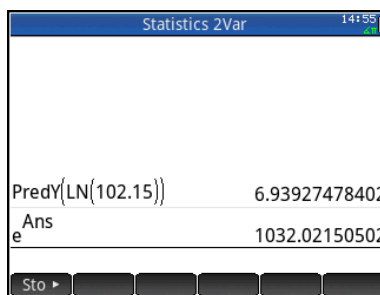 Statistics 2Var 14:55
PredY(LN(102.15)) 6.93927478402
e^Ans 1032.02150502
Sto ►